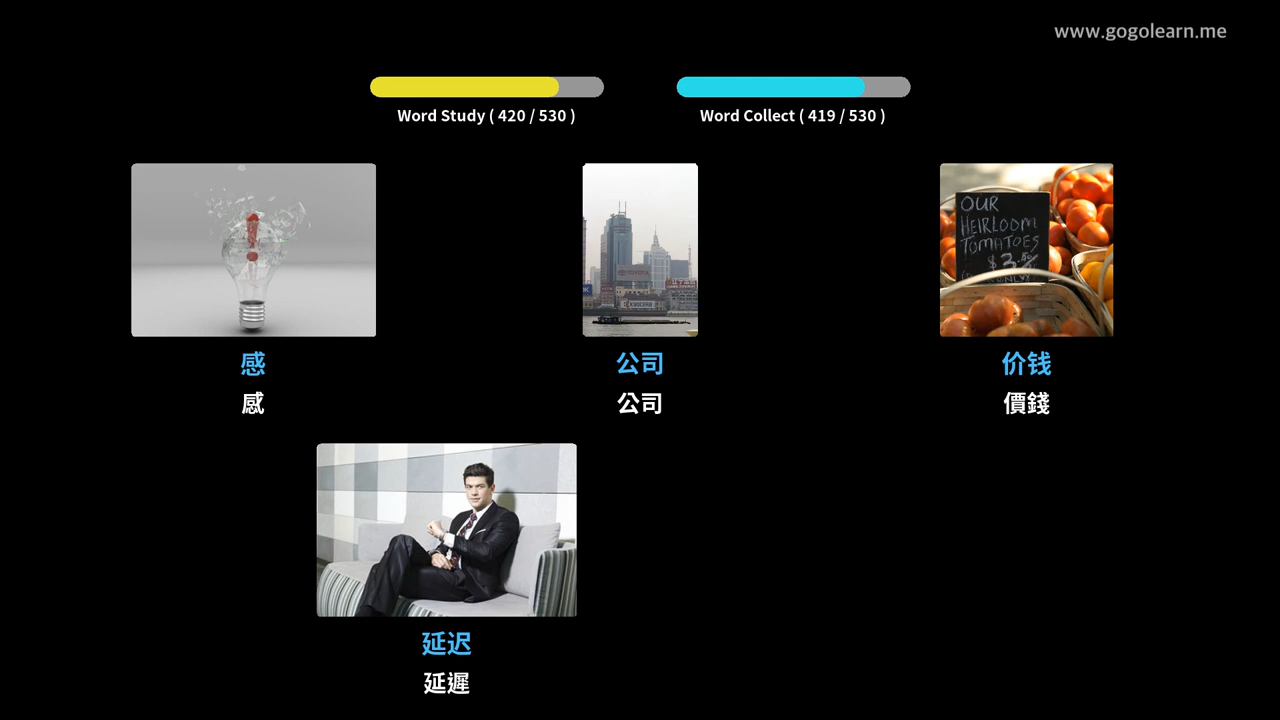 www.gogolearn.me
Word Study ( 420 / 530 )
Word Collect ( 419 / 530 )
OUR
HEIRLOOM
TOMATOES
TOYOTA
感
感
公司
公司
价钱
價錢
延迟
延遲